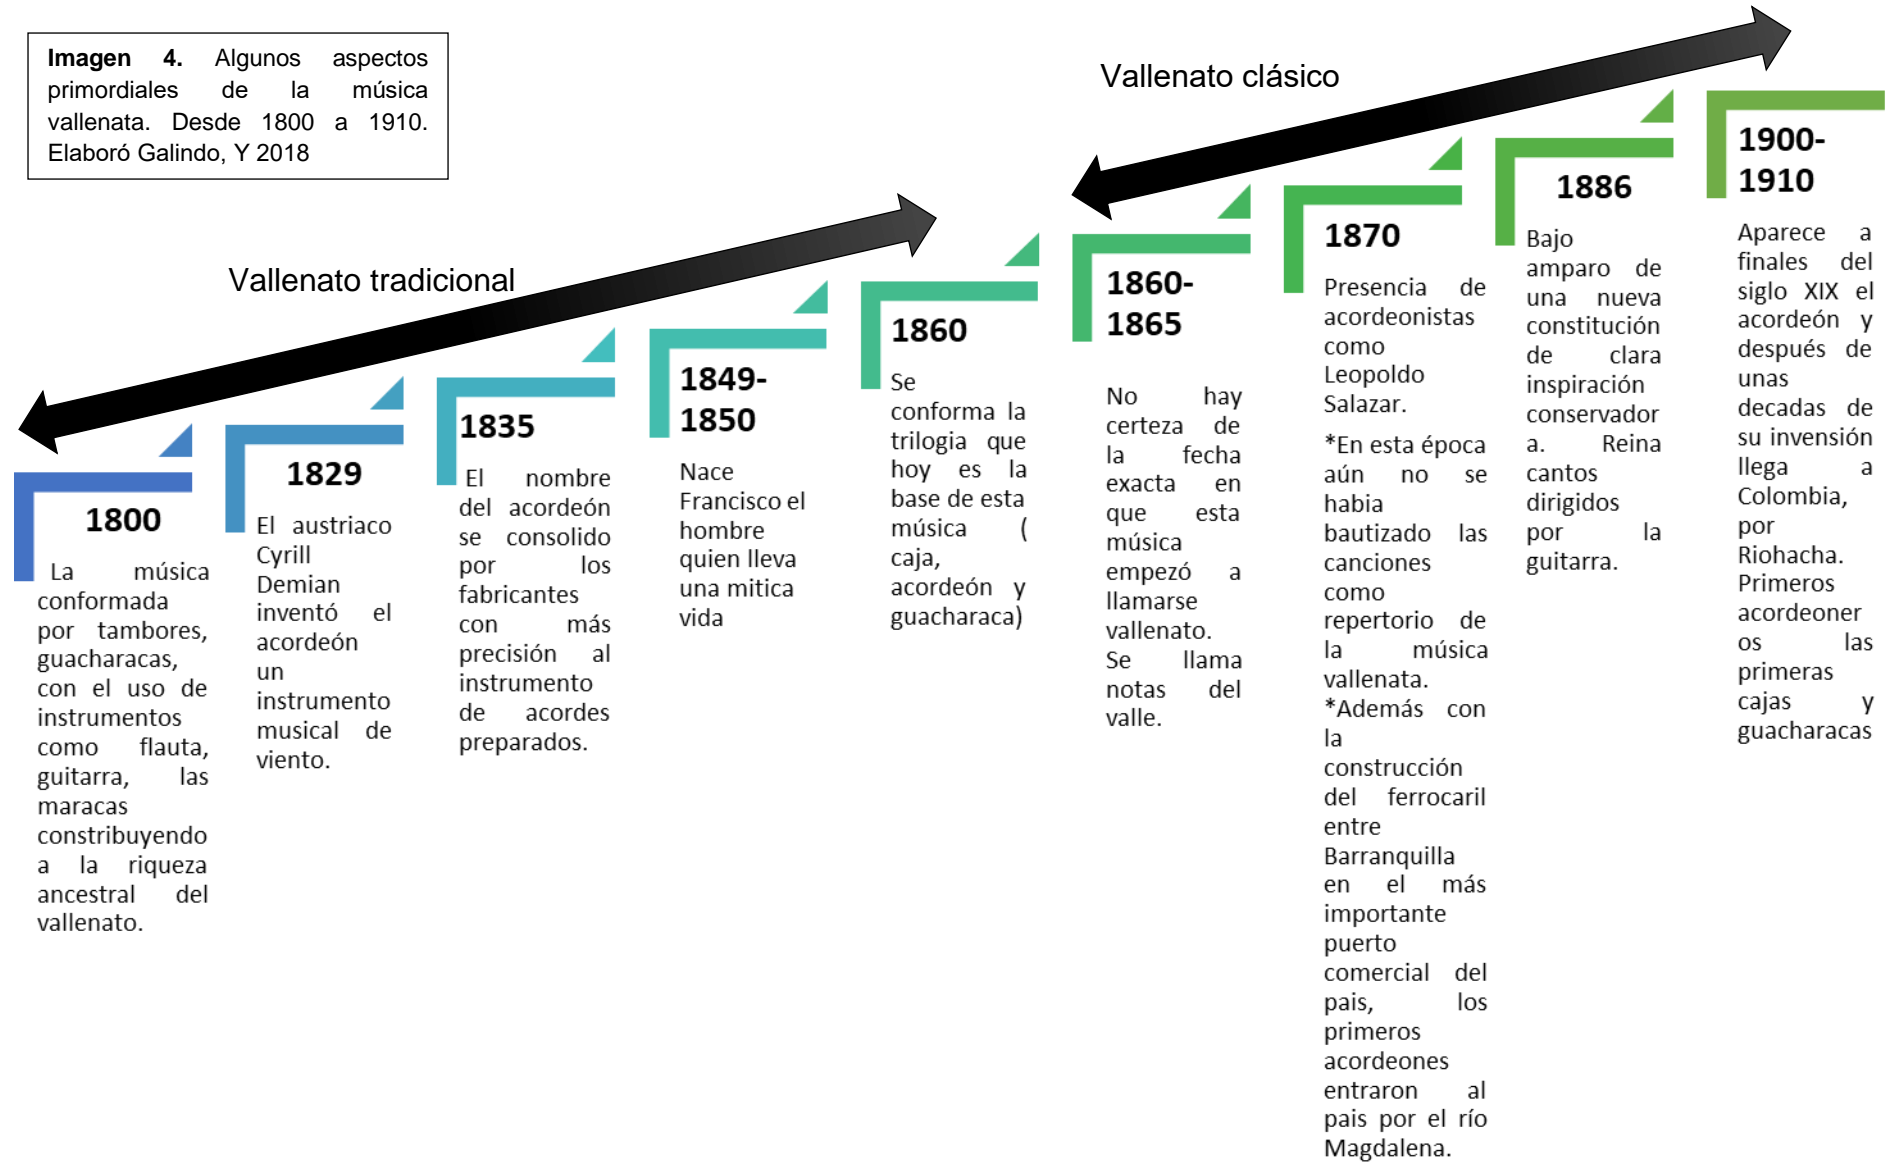 Imagen 4. Algunos aspectos
primordiales de la música
vallenata. Desde 1800 a 1910.
Elaboró Galindo, Y 2018
Vallenato tradicional
Vallenato clásico
1800
La música
conformada
por tambores,
guacharacas,
con el uso de
instrumentos
como flauta,
guitarra, las
maracas
constribuyendo
a la riqueza
ancestral del
vallenato.
1829
El austriaco
Cyrill
Demian
inventó el
acordeón
un
instrumento
musical de
viento.
1835
El nombre
del acordeón
se consolido
por los
fabricantes
con más
precisión al
instrumento
de acordes
preparados.
1849-
1850
Nace
Francisco el
hombre
quien lleva
una mitica
vida
1860
Se
conforma la
trilogia que
hoy es la
base de esta
música (
caja,
acordeón y
guacharaca)
1860-
1865
No hay
certeza de
la fecha
exacta en
que esta
música
empezó a
llamarse
vallenato.
Se llama
notas del
valle.
1870
Presencia de
acordeonistas
como
Leopoldo
Salazar.
*En esta época
aún no se
habia
bautizado las
canciones
como
repertorio de
la música
vallenata.
*Además con
la
construcción
del ferrocaril
entre
Barranquilla
en el más
importante
puerto
comercial del
pais, los
primeros
acordeones
entraron al
pais por el río
Magdalena.
1886
Bajo
amparo de
una nueva
constitución
de clara
inspiración
conservador
a. Reina
cantos
dirigidos
por la
guitarra.
1900-
1910
Aparece a
finales del
siglo XIX el
acordeón y
después de
unas
decadas de
su invensión
llega a
Colombia,
por
Riohacha.
Primeros
acordeoner
os las
primeras
cajas y
guacharacas